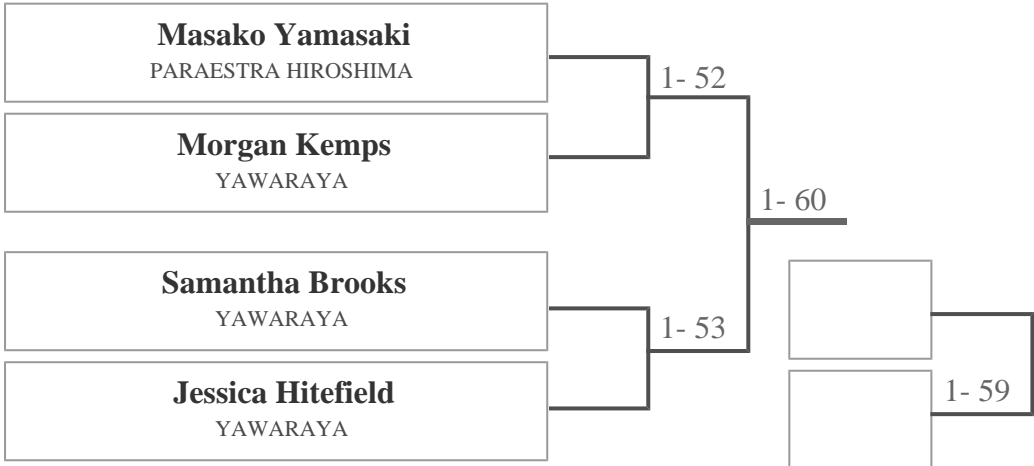 Masako Yamasaki
PARAESTRA HIROSHIMA
1- 52
Morgan Kemps
YAWARAYA
1- 60
Samantha Brooks
YAWARAYA
1- 53
Jessica Hitefield
YAWARAYA
1- 59